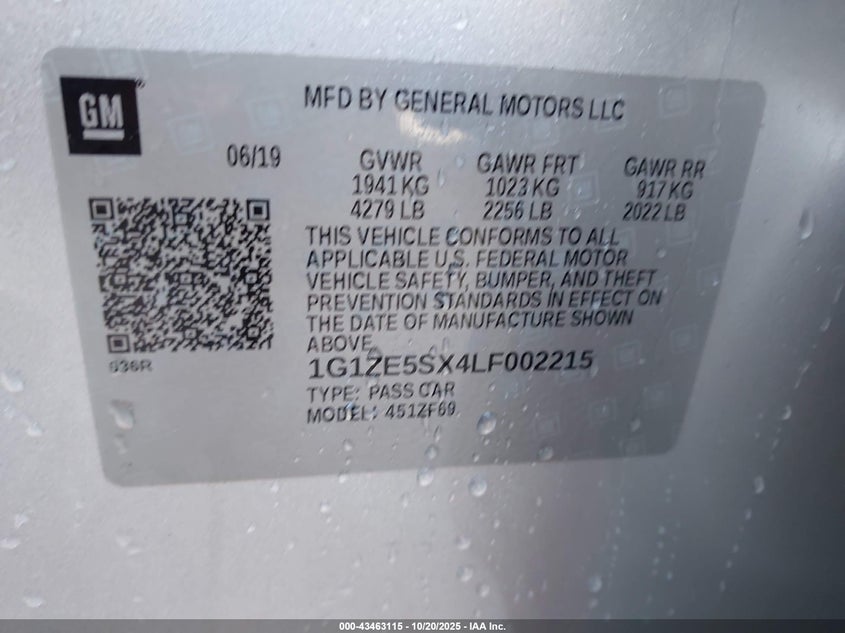 GM
MFD BY GENERAL MOTORS LLC
06/19 GVWR GAWR FRT GAWR RR
1941 KG 1023 KG 917 KG
4279 LB 2256 LB 2022 LB
THIS VEHICLE CONFORMS TO ALL
APPLICABLE U.S. FEDERAL MOTOR
VEHICLE SAFETY, BUMPER, AND THEFT
PREVENTION STANDARDS IN EFFECT ON
THE DATE OF MANUFACTURE SHOWN
ABOVE.
636R
1G1ZE5SX4LF002215
TYPE: PASS CAR
MODEL: 451ZF69
000-43463115 - 10/20/2025 - IAA Inc.